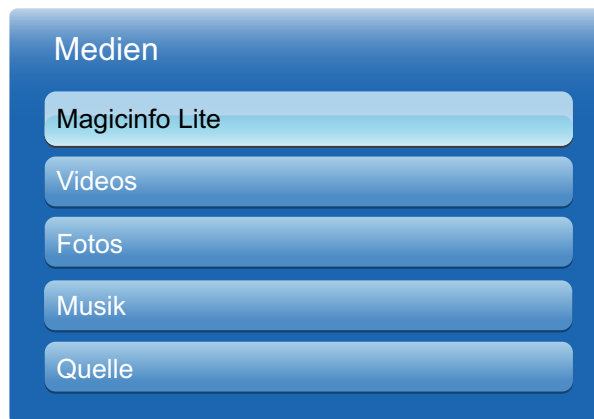 Medien
Magicinfo Lite
Videos
Fotos
Musik
Quelle